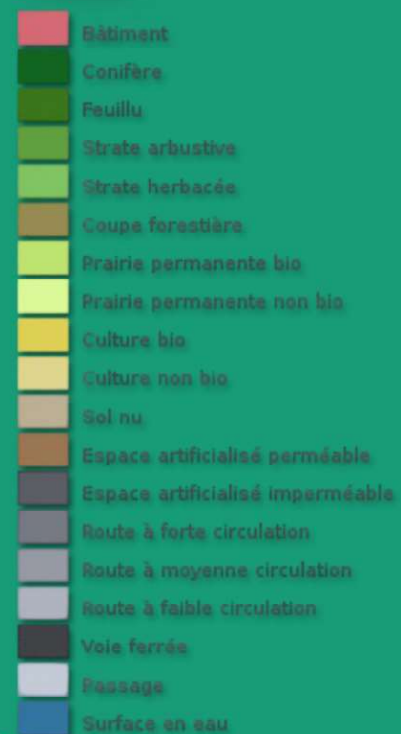 Bâtiment
Conifère
Feuillu
Strate arbustive
Strate herbacée
Coupe forestière
Prairie permanente bio
Prairie permanente non bio
Culture bio
Culture non bio
Sol nu
Espace artificialisé perméable
Espace artificialisé imperméable
Route à forte circulation
Route à moyenne circulation
Route à faible circulation
Voie ferrée
Passage
Surface en eau